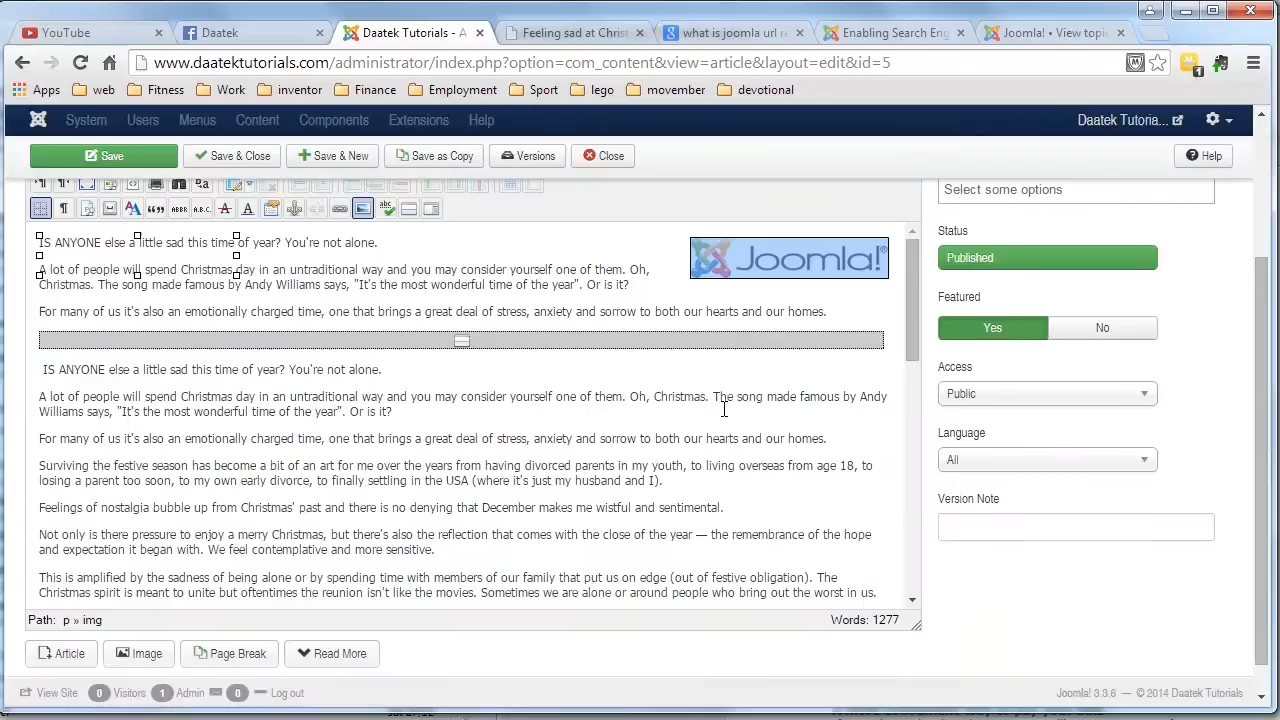 YouTube
Daatek
Daatek Tutorials - A
Feeling sad at Christ
what is joomla url re
Enabling Search Eng
Joomla! • View topic
www.daatektutorials.com/administrator/index.php?option=com_content&view=article&layout=edit&id=5
1
Apps web Fitness Work inventor Finance Employment Sport lego movember devotional
System Users Menus Content Components Extensions Help
Daatek Tutoria...
Save Save & Close Save & New Save as Copy Versions Close Help
Select some options
IS ANYONE else a little sad this time of year? You're not alone.
Joomla!
A lot of people will spend Christmas day in an untraditional way and you may consider yourself one of them. Oh,
Christmas. The song made famous by Andy Williams says, "It's the most wonderful time of the year". Or is it?
For many of us it's also an emotionally charged time, one that brings a great deal of stress, anxiety and sorrow to both our hearts and our homes.
IS ANYONE else a little sad this time of year? You're not alone.
A lot of people will spend Christmas day in an untraditional way and you may consider yourself one of them. Oh, Christmas. The song made famous by Andy
Williams says, "It's the most wonderful time of the year". Or is it?
For many of us it's also an emotionally charged time, one that brings a great deal of stress, anxiety and sorrow to both our hearts and our homes.
Surviving the festive season has become a bit of an art for me over the years from having divorced parents in my youth, to living overseas from age 18, to
losing a parent too soon, to my own early divorce, to finally settling in the USA (where it's just my husband and I).
Feelings of nostalgia bubble up from Christmas' past and there is no denying that December makes me wistful and sentimental.
Not only is there pressure to enjoy a merry Christmas, but there's also the reflection that comes with the close of the year — the remembrance of the hope
and expectation it began with. We feel contemplative and more sensitive.
This is amplified by the sadness of being alone or by spending time with members of our family that put us on edge (out of festive obligation). The
Christmas spirit is meant to unite but oftentimes the reunion isn't like the movies. Sometimes we are alone or around people who bring out the worst in us.
Path: p » img
Words: 1277
Article Image Page Break Read More
Status
Published
Featured
Yes No
Access
Public
Language
All
Version Note
View Site 0 Visitors 1 Admin 0 Log out
Joomla! 3.3.6 — © 2014 Daatek Tutorials